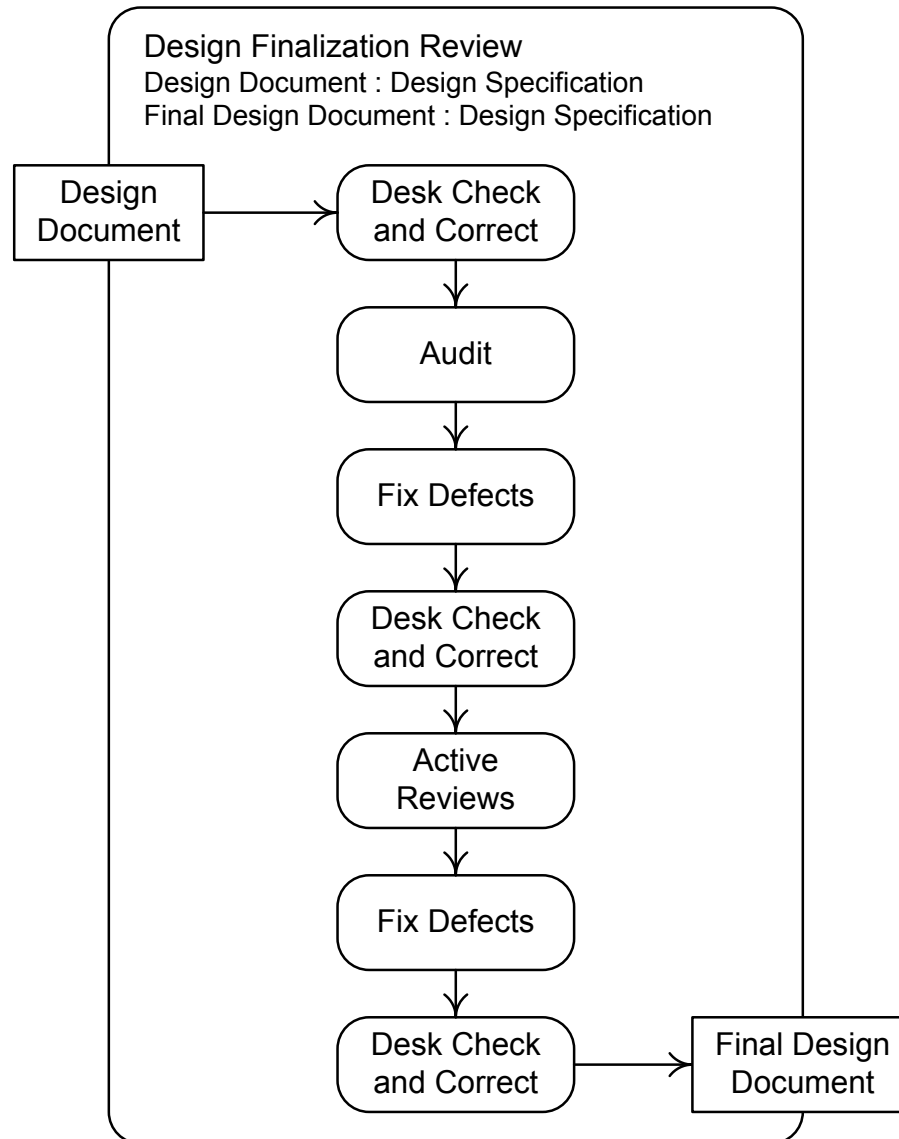 Design Finalization Review
Design Document : Design Specification
Final Design Document : Design Specification
Design
Document
Desk Check
and Correct
Audit
Fix Defects
Desk Check
and Correct
Active
Reviews
Fix Defects
Desk Check
and Correct
Final Design
Document